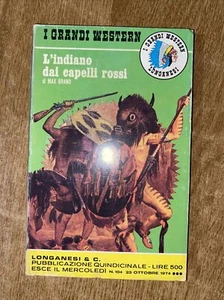 I GRANDI WESTERN
L'indiano
dai capelli rossi
di MAX BRAND
I GRANDI WESTERN
LONGANESI
LONGANESI & C.
PUBBLICAZIONE QUINDICINALE - LIRE 500
ESCE IL MERCOLEDÌ N. 104 23 OTTOBRE 1974